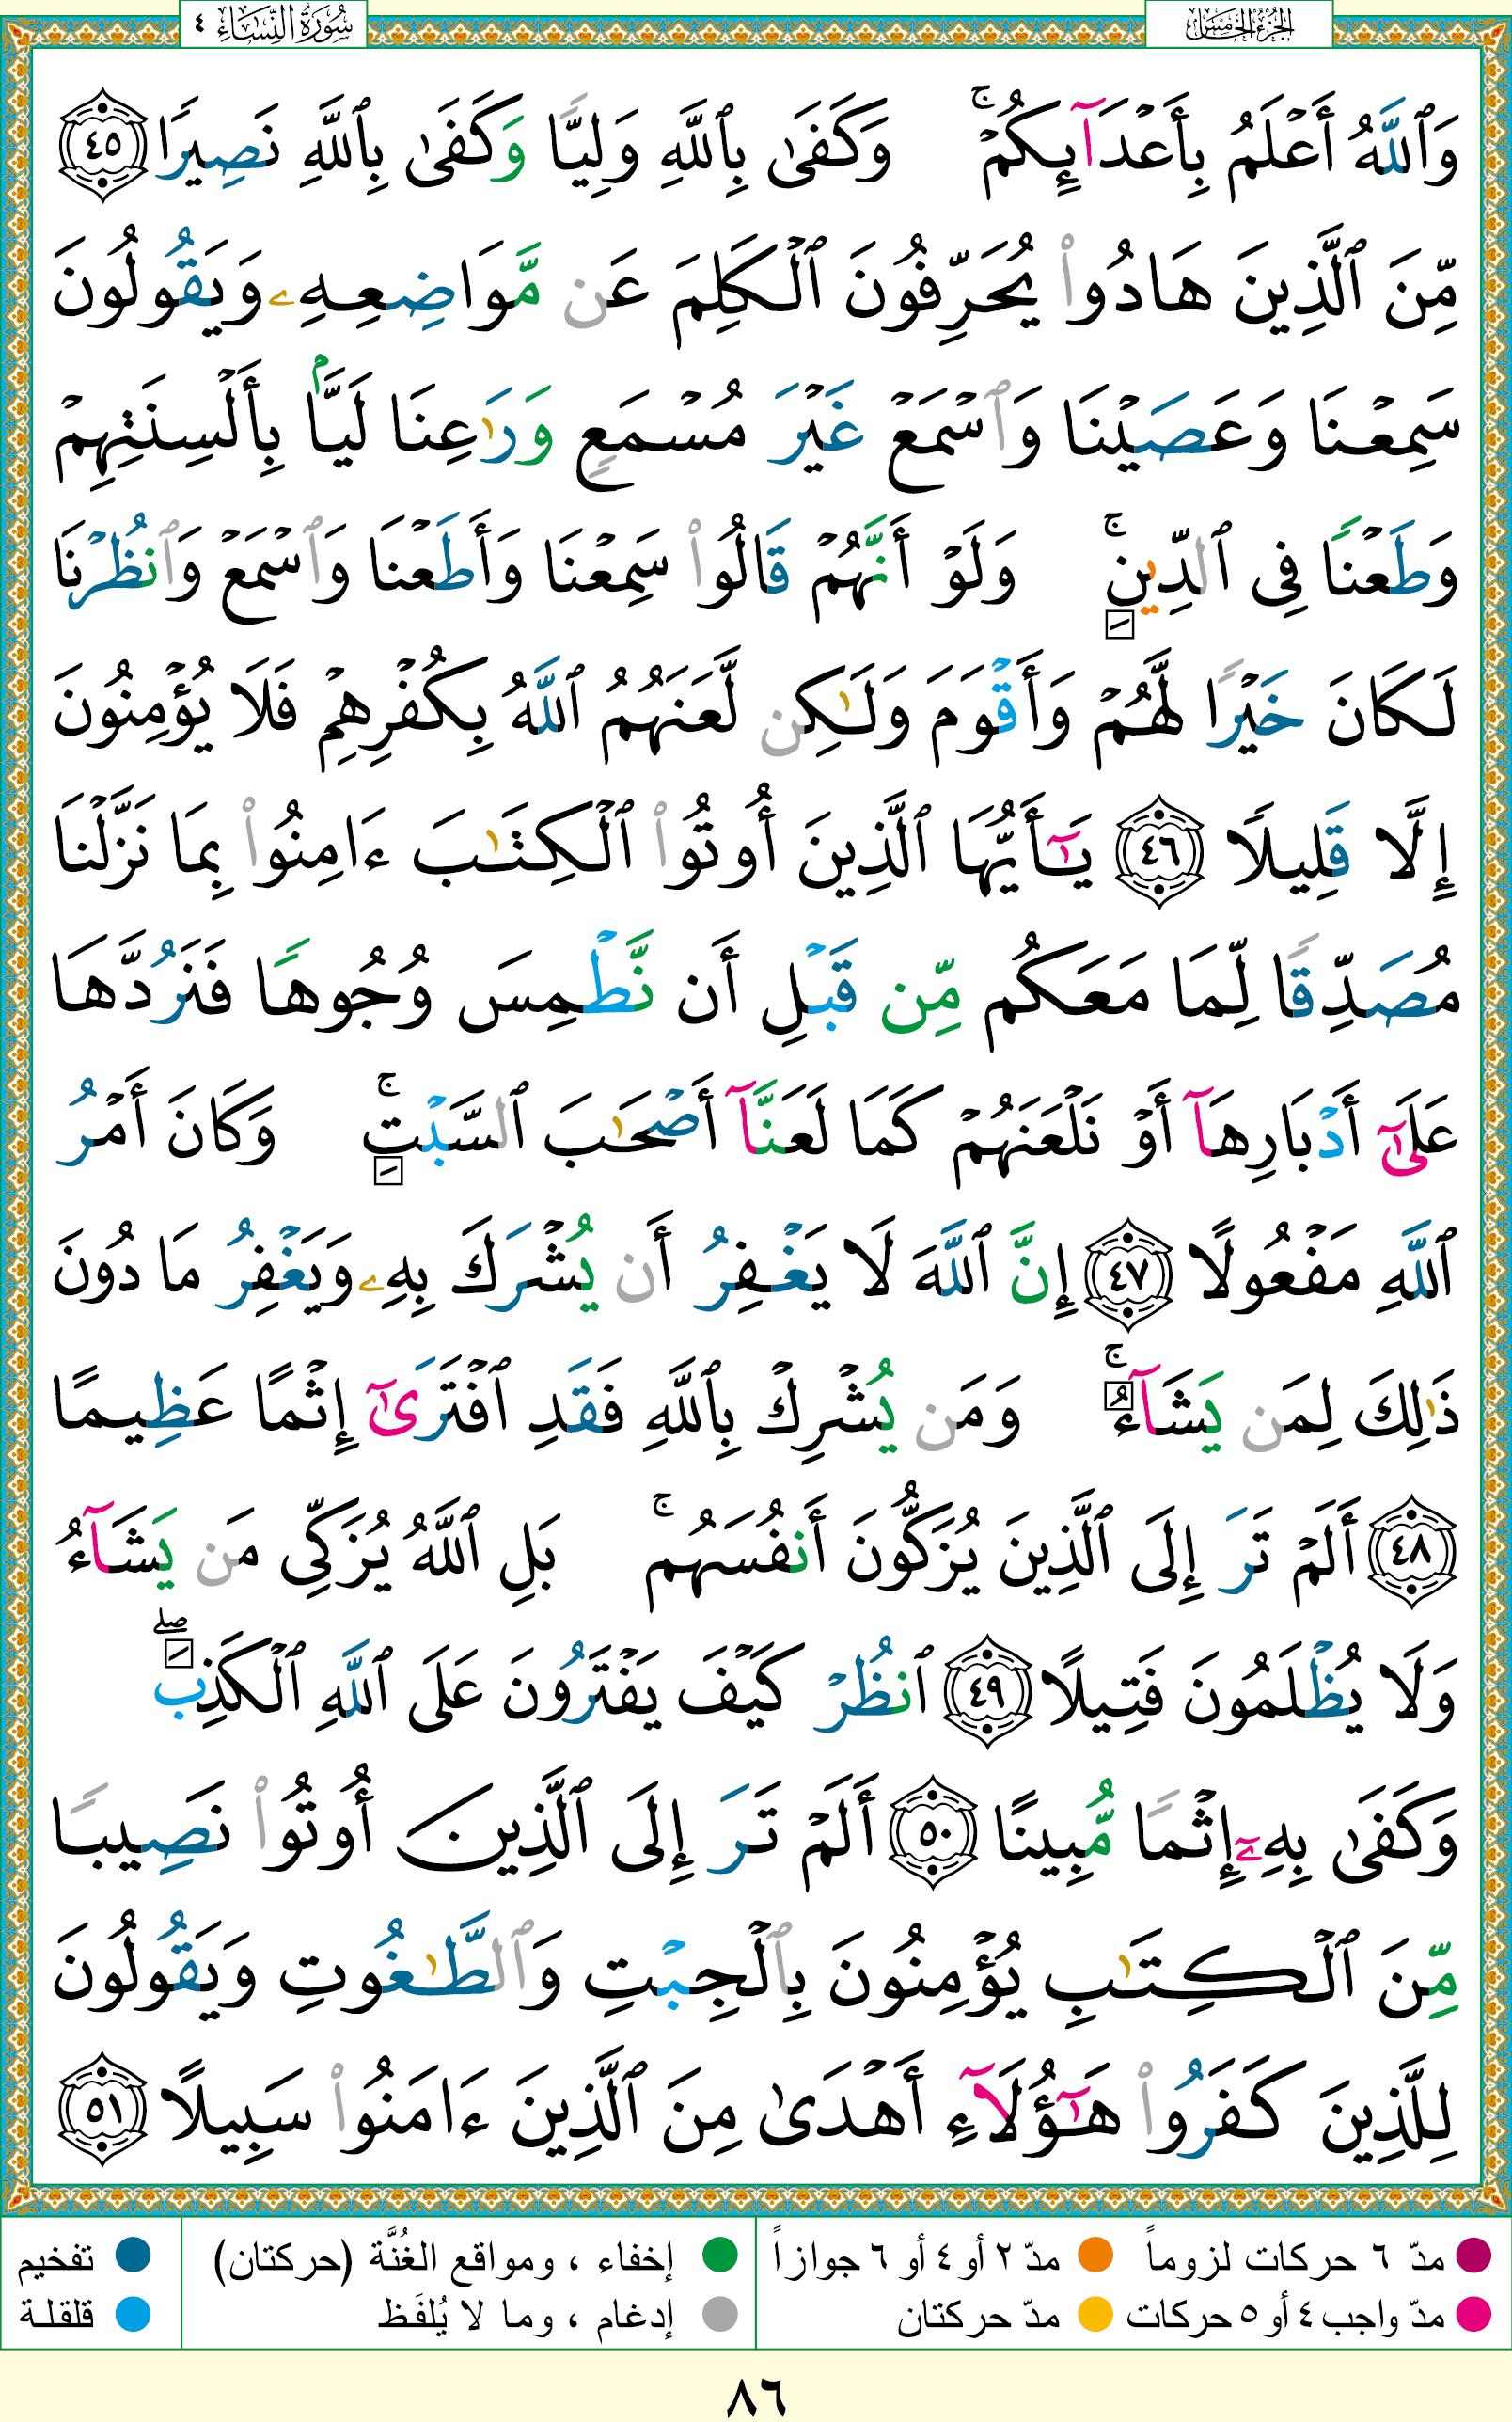 الجزء الخامس
سُورَةُ النِّسَاءِ ٤
وَٱللَّهُ أَعۡلَمُ بِأَعۡدَآئِكُمۡۚ وَكَفَىٰ بِٱللَّهِ وَلِيّٗا وَكَفَىٰ بِٱللَّهِ نَصِيرٗا ٤٥
مِّنَ ٱلَّذِينَ هَادُواْ يُحَرِّفُونَ ٱلۡكَلِمَ عَن مَّوَاضِعِهِۦ وَيَقُولُونَ
سَمِعۡنَا وَعَصَيۡنَا وَٱسۡمَعۡ غَيۡرَ مُسۡمَعٖ وَرَٰعِنَا لَيَّۢا بِأَلۡسِنَتِهِمۡ
وَطَعۡنٗا فِي ٱلدِّينِۚ وَلَوۡ أَنَّهُمۡ قَالُواْ سَمِعۡنَا وَأَطَعۡنَا وَٱسۡمَعۡ وَٱنظُرۡنَا
لَكَانَ خَيۡرٗا لَّهُمۡ وَأَقۡوَمَ وَلَٰكِن لَّعَنَهُمُ ٱللَّهُ بِكُفۡرِهِمۡ فَلَا يُؤۡمِنُونَ
إِلَّا قَلِيلٗا ٤٦ يَٰٓأَيُّهَا ٱلَّذِينَ أُوتُواْ ٱلۡكِتَٰبَ ءَامِنُواْ بِمَا نَزَّلۡنَا
مُصَدِّقٗا لِّمَا مَعَكُم مِّن قَبۡلِ أَن نَّطۡمِسَ وُجُوهٗا فَنَرُدَّهَا
عَلَىٰٓ أَدۡبَارِهَآ أَوۡ نَلۡعَنَهُمۡ كَمَا لَعَنَّآ أَصۡحَٰبَ ٱلسَّبۡتِۚ وَكَانَ أَمۡرُ
ٱللَّهِ مَفۡعُولًا ٤٧ إِنَّ ٱللَّهَ لَا يَغۡفِرُ أَن يُشۡرَكَ بِهِۦ وَيَغۡفِرُ مَا دُونَ
ذَٰلِكَ لِمَن يَشَآءُۚ وَمَن يُشۡرِكۡ بِٱللَّهِ فَقَدِ ٱفۡتَرَىٰٓ إِثۡمًا عَظِيمًا
٤٨ أَلَمۡ تَرَ إِلَى ٱلَّذِينَ يُزَكُّونَ أَنفُسَهُمۚ بَلِ ٱللَّهُ يُزَكِّي مَن يَشَآءُ
وَلَا يُظۡلَمُونَ فَتِيلًا ٤٩ ٱنظُرۡ كَيۡفَ يَفۡتَرُونَ عَلَى ٱللَّهِ ٱلۡكَذِبَۖ
وَكَفَىٰ بِهِۦٓ إِثۡمٗا مُّبِينًا ٥٠ أَلَمۡ تَرَ إِلَى ٱلَّذِينَ أُوتُواْ نَصِيبٗا
مِّنَ ٱلۡكِتَٰبِ يُؤۡمِنُونَ بِٱلۡجِبۡتِ وَٱلطَّٰغُوتِ وَيَقُولُونَ
لِلَّذِينَ كَفَرُواْ هَٰٓؤُلَآءِ أَهۡدَىٰ مِنَ ٱلَّذِينَ ءَامَنُواْ سَبِيلًا ٥١
مدّ ٦ حركات لزوماً مدّ ٢ أو ٤ أو ٦ جوازاً إخفاء ، ومواقع الغُنَّة (حركتان) تفخيم
مدّ واجب ٤ أو ٥ حركات مدّ حركتان إدغام ، وما لا يُلفَظ قلقلة
٨٦